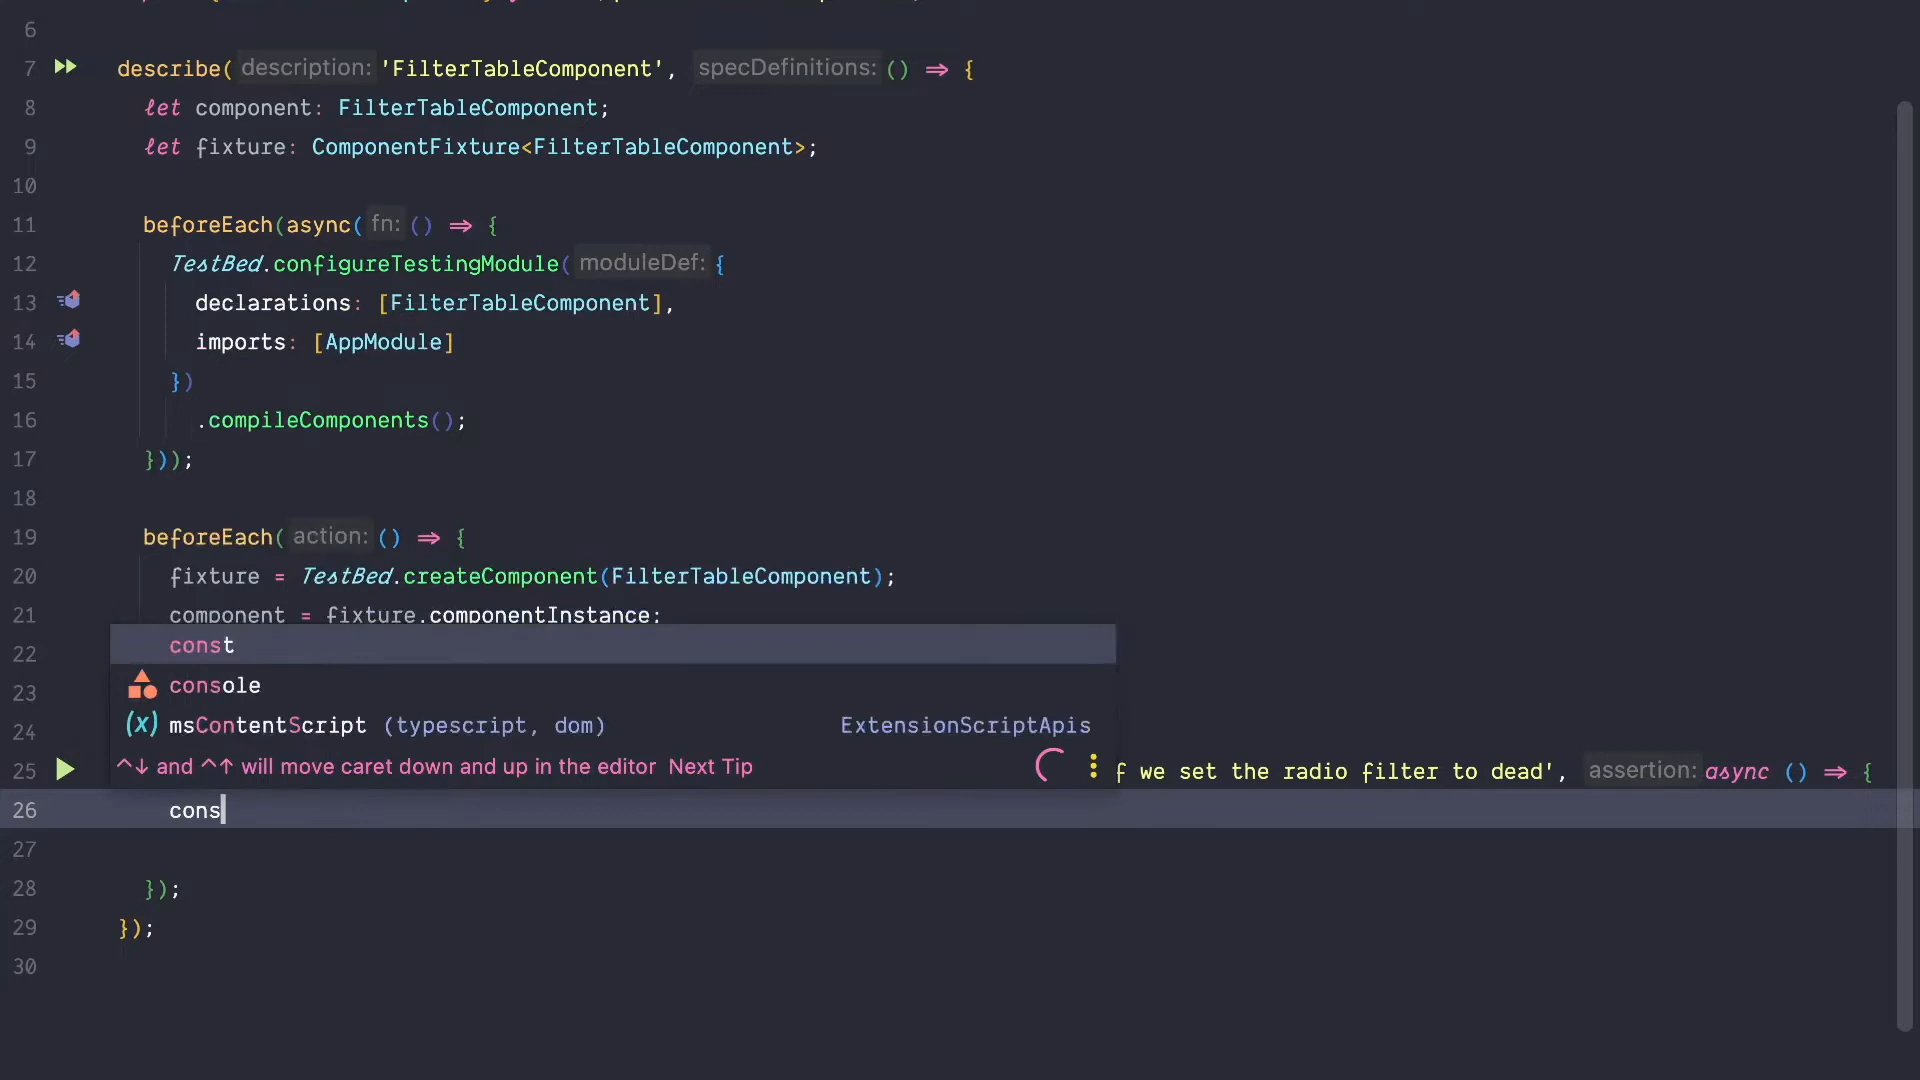 6
7 describe( description: 'FilterTableComponent', specDefinitions: () ⇒ {
8 let component: FilterTableComponent;
9 let fixture: ComponentFixture<FilterTableComponent>;
10
11 beforeEach(async( fn: () ⇒ {
12 TestBed.configureTestingModule( moduleDef: {
13 declarations: [FilterTableComponent],
14 imports: [AppModule]
15 })
16 .compileComponents();
17 }));
18
19 beforeEach( action: () ⇒ {
20 fixture = TestBed.createComponent(FilterTableComponent);
21 component = fixture.componentInstance;
22 const
23 console
24 msContentScript (typescript, dom) ExtensionScriptApis
25 ^↓ and ^↑ will move caret down and up in the editor Next Tip f we set the radio filter to dead', assertion: async () ⇒ {
26 cons
27
28 });
29 });
30